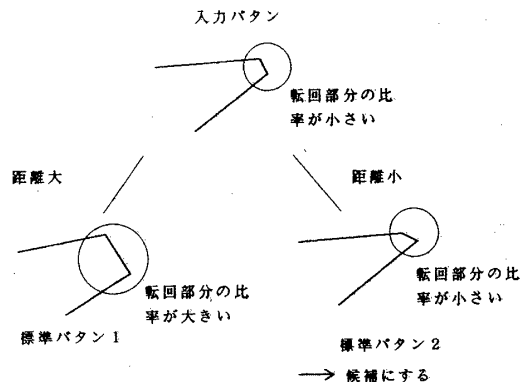 入力パタン
転回部分の比
率が小さい
距離大
距離小
転回部分の比
率が大きい
転回部分の比
率が小さい
標準パタン1
標準パタン2
候補にする